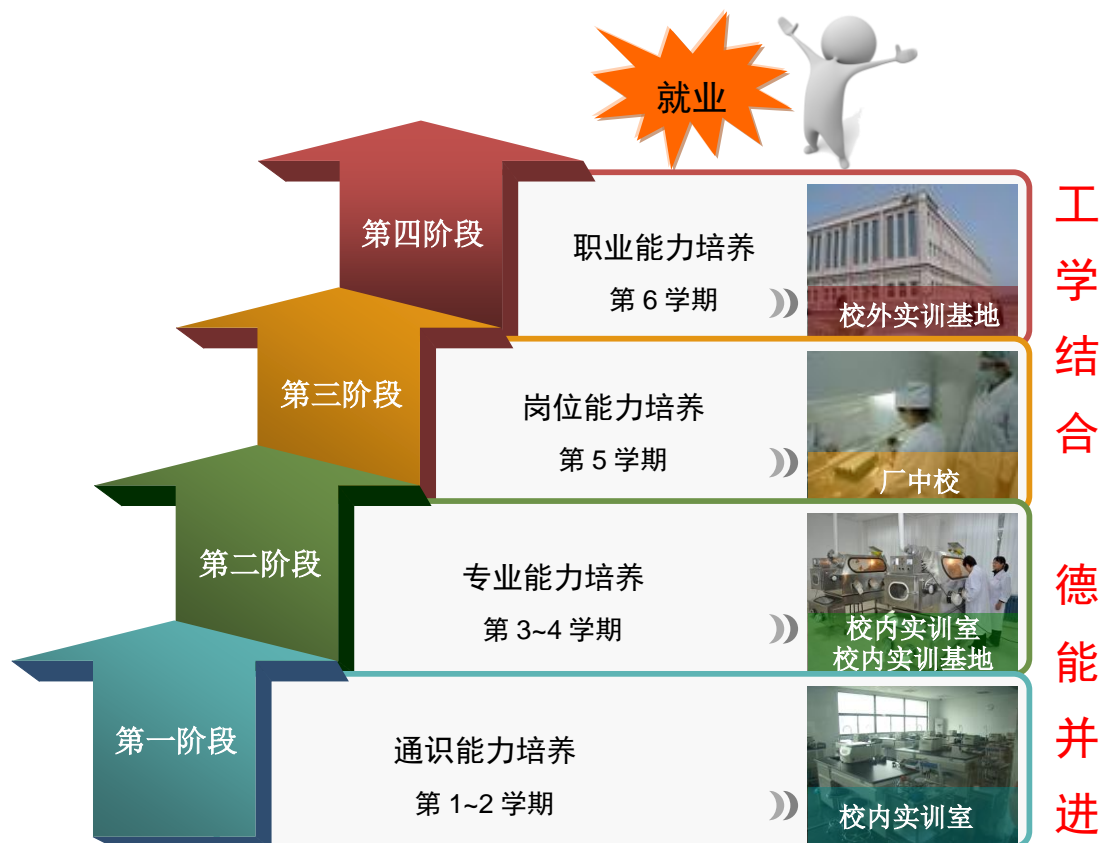 就业
第四阶段
职业能力培养
第 6 学期
校外实训基地
第三阶段
岗位能力培养
第 5 学期
厂中校
第二阶段
专业能力培养
第 3~4 学期
校内实训室
校内实训基地
第一阶段
通识能力培养
第 1~2 学期
校内实训室
工学结合
德能并进